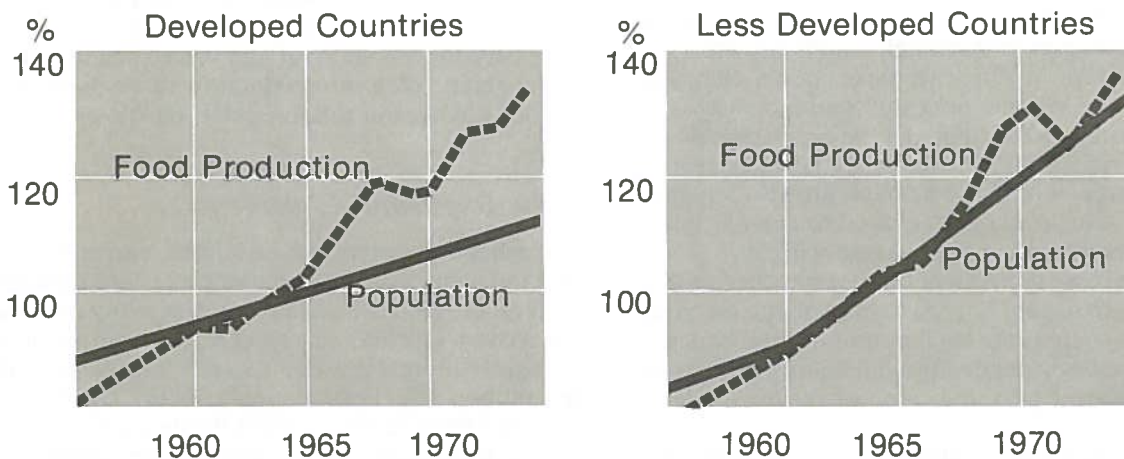 % Developed Countries
140
Food Production
120
100
Population
1960 1965 1970
% Less Developed Countries
140
Food Production
120
Population
100
1960 1965 1970